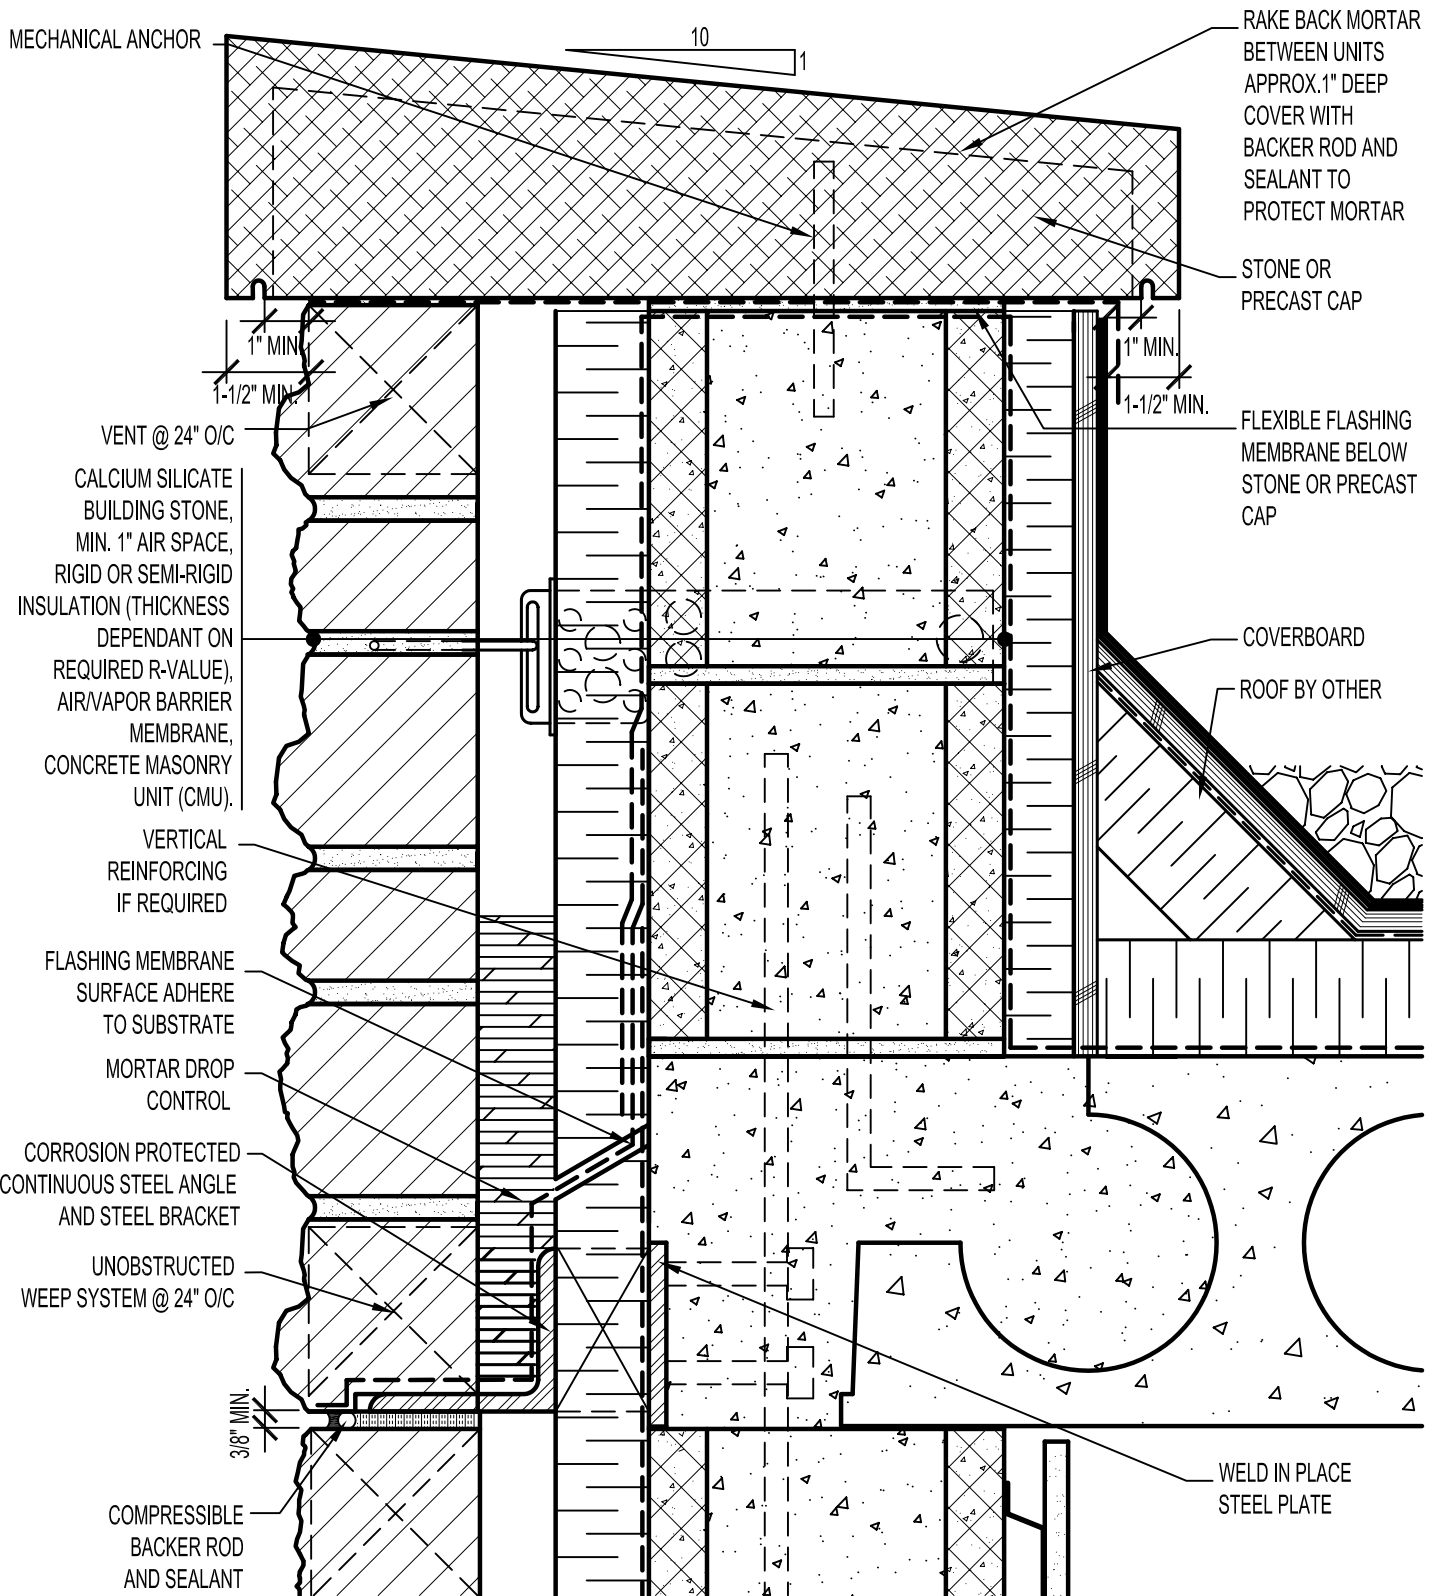 MECHANICAL ANCHOR
10
1
RAKE BACK MORTAR
BETWEEN UNITS
APPROX.1" DEEP
COVER WITH
BACKER ROD AND
SEALANT TO
PROTECT MORTAR
STONE OR
PRECAST CAP
1" MIN.
1-1/2" MIN.
1" MIN.
1-1/2" MIN.
VENT @ 24" O/C
FLEXIBLE FLASHING
MEMBRANE BELOW
STONE OR PRECAST
CAP
CALCIUM SILICATE
BUILDING STONE,
MIN. 1" AIR SPACE,
RIGID OR SEMI-RIGID
INSULATION (THICKNESS
DEPENDANT ON
REQUIRED R-VALUE),
AIR/VAPOR BARRIER
MEMBRANE,
CONCRETE MASONRY
UNIT (CMU).
COVERBOARD
ROOF BY OTHER
VERTICAL
REINFORCING
IF REQUIRED
FLASHING MEMBRANE
SURFACE ADHERE
TO SUBSTRATE
MORTAR DROP
CONTROL
CORROSION PROTECTED
CONTINUOUS STEEL ANGLE
AND STEEL BRACKET
UNOBSTRUCTED
WEEP SYSTEM @ 24" O/C
3/8" MIN.
WELD IN PLACE
STEEL PLATE
COMPRESSIBLE
BACKER ROD
AND SEALANT